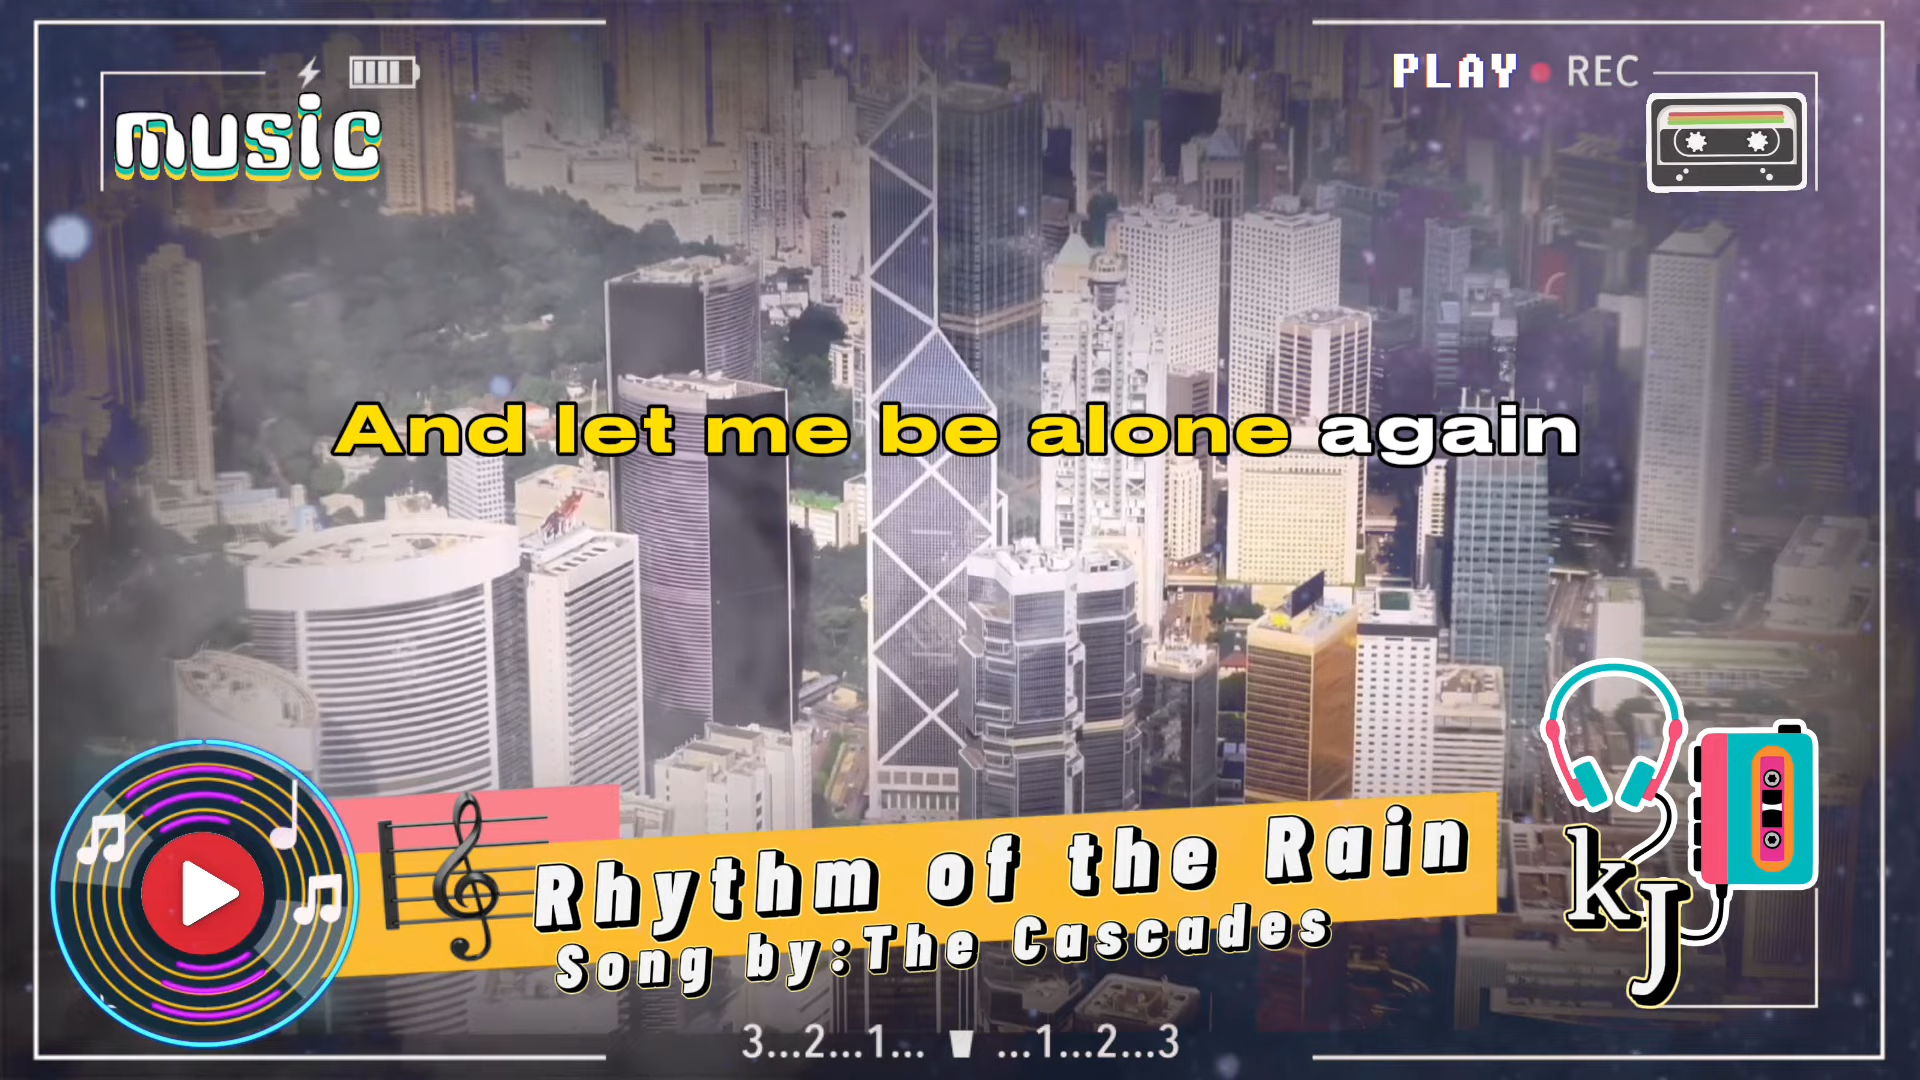 PLAY REC
music
And let me be alone again
Rhythm of the Rain
Song by:The Cascades
kJ
3...2...1... ...1...2...3